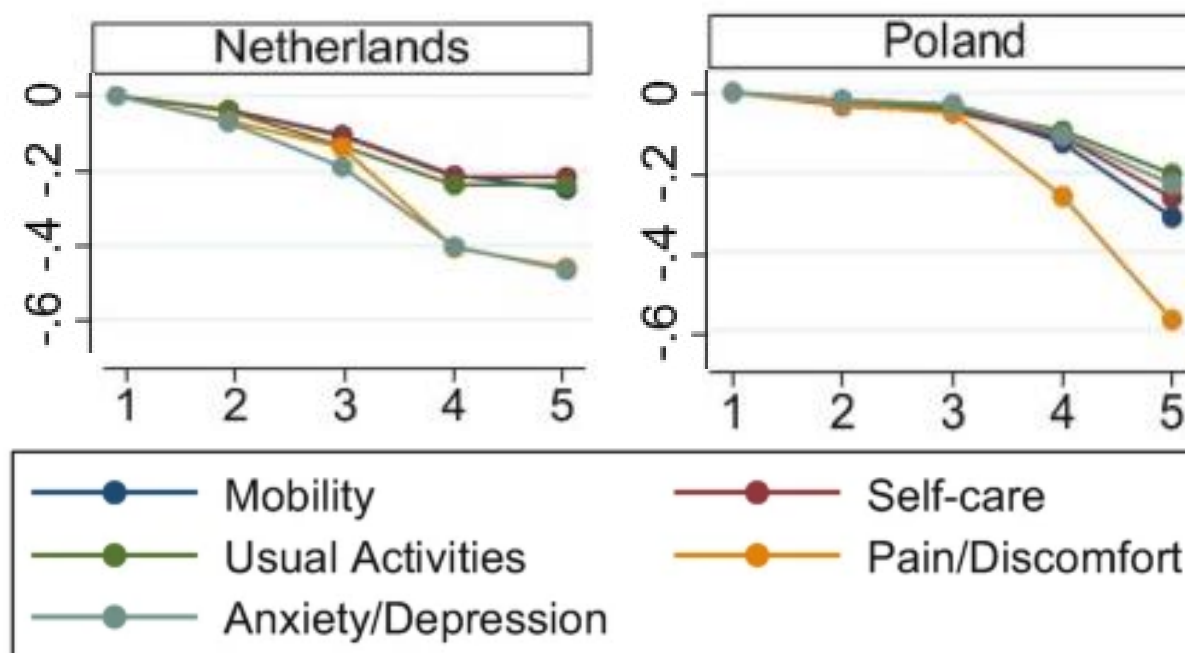 Netherlands
Poland
0
-.2
-.4
-.6
1 2 3 4 5
0
-.2
-.4
-.6
1 2 3 4 5
Mobility
Self-care
Usual Activities
Pain/Discomfort
Anxiety/Depression